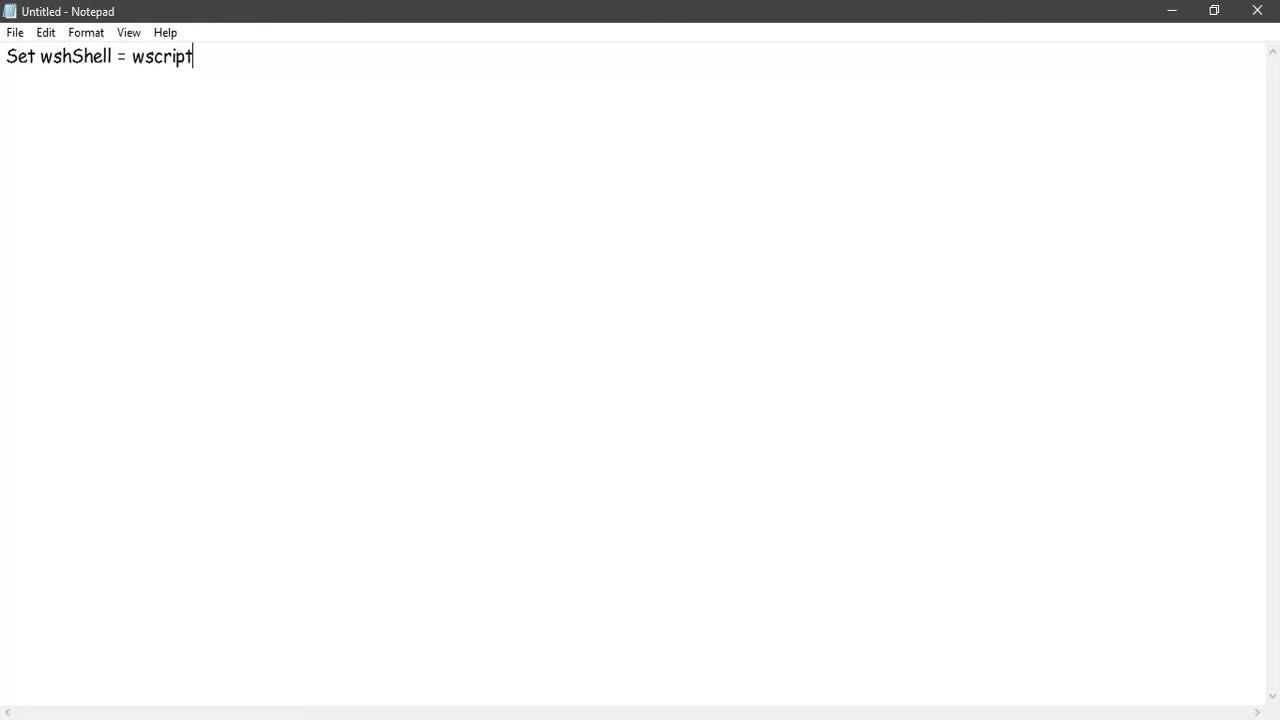 Untitled - Notepad
File Edit Format View Help
Set wshShell = wscript